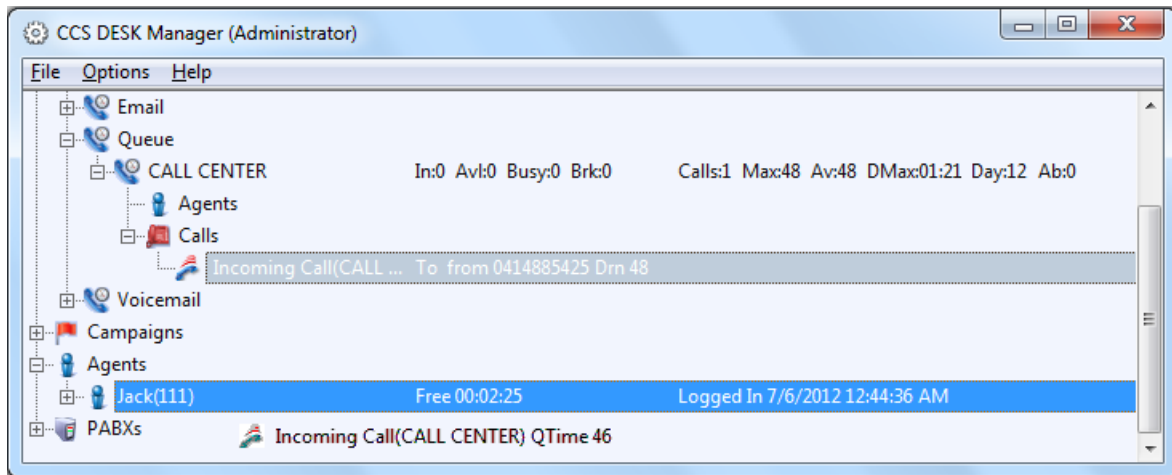 CCS DESK Manager (Administrator)
File Options Help
Email
Queue
CALL CENTER In:0 Avl:0 Busy:0 Brk:0 Calls:1 Max:48 Av:48 DMax:01:21 Day:12 Ab:0
Agents
Calls
Incoming Call(CALL ... To from 0414885425 Drn 48
Voicemail
Campaigns
Agents
Jack(111) Free 00:02:25 Logged In 7/6/2012 12:44:36 AM
PABXs
Incoming Call(CALL CENTER) QTime 46